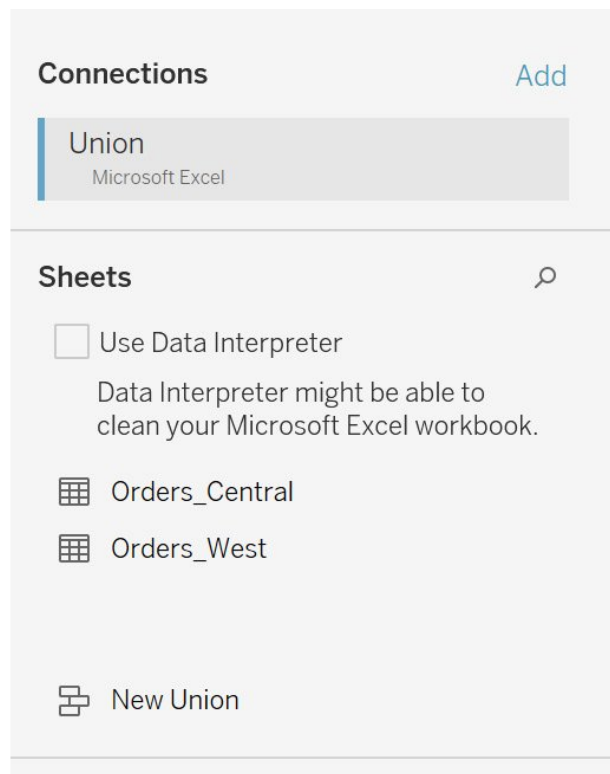 Connections Add
Union
Microsoft Excel
Sheets
Use Data Interpreter
Data Interpreter might be able to
clean your Microsoft Excel workbook.
Orders_Central
Orders_West
New Union